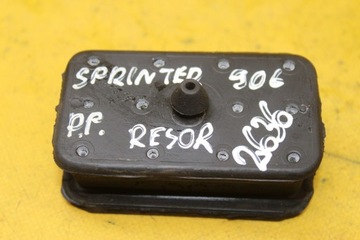 SPRINTER 906
P.P. RESOR
2636